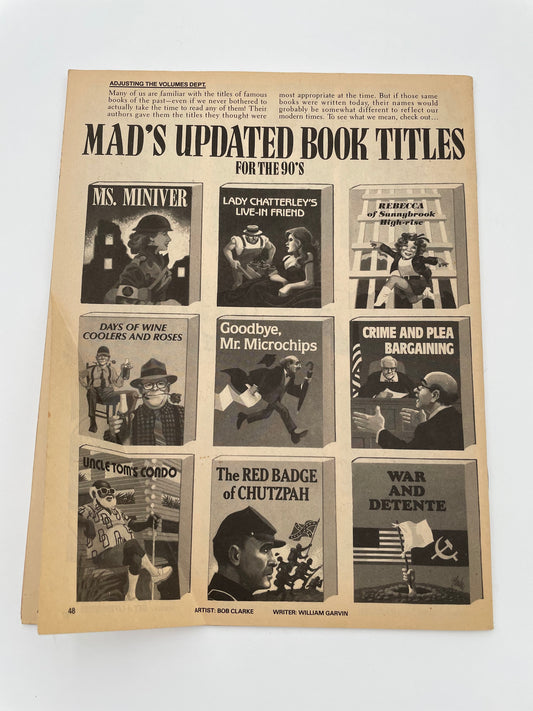 ADJUSTING THE VOLUMES DEPT.
Many of us are familiar with the titles of famous
books of the past—even if we never bothered to
actually take the time to read any of them! Their
authors gave them the titles they thought were
most appropriate at the time. But if those same
books were written today, their names would
probably be somewhat different to reflect our
modern times. To see what we mean, check out...
MAD'S UPDATED BOOK TITLES
FOR THE 90'S
MS. MINIVER
LADY CHATTERLEY'S
LIVE-IN FRIEND
REBECCA
of Sunnybrook
High-rise
DAYS OF WINE
COOLERS AND ROSES
Goodbye,
Mr. Microchips
CRIME AND PLEA
BARGAINING
UNCLE TOM'S CONDO
The RED BADGE
of CHUTZPAH
WAR
AND
DETENTE
48
ARTIST: BOB CLARKE
WRITER: WILLIAM GARVIN